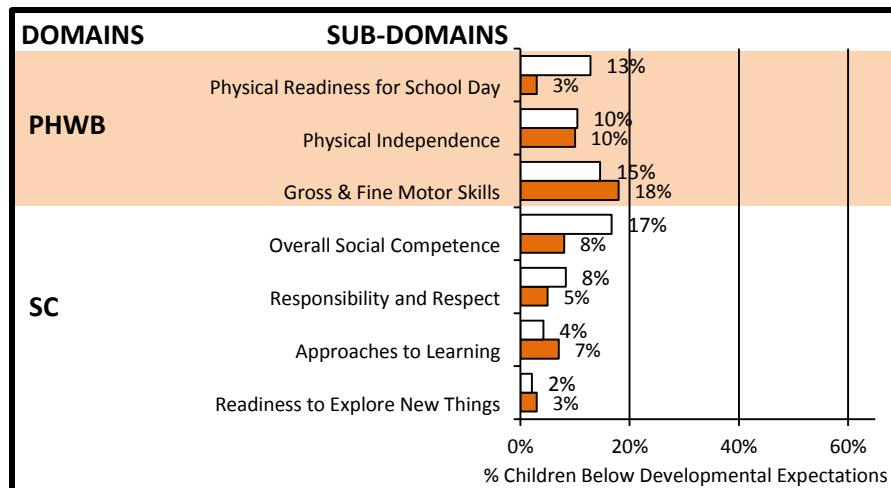 DOMAINS SUB-DOMAINS
PHWB
Physical Readiness for School Day 13% 3%
Physical Independence 10% 10%
Gross & Fine Motor Skills 15% 18%
SC
Overall Social Competence 17% 8%
Responsibility and Respect 8% 5%
Approaches to Learning 4% 7%
Readiness to Explore New Things 2% 3%
0% 20% 40% 60%
% Children Below Developmental Expectations